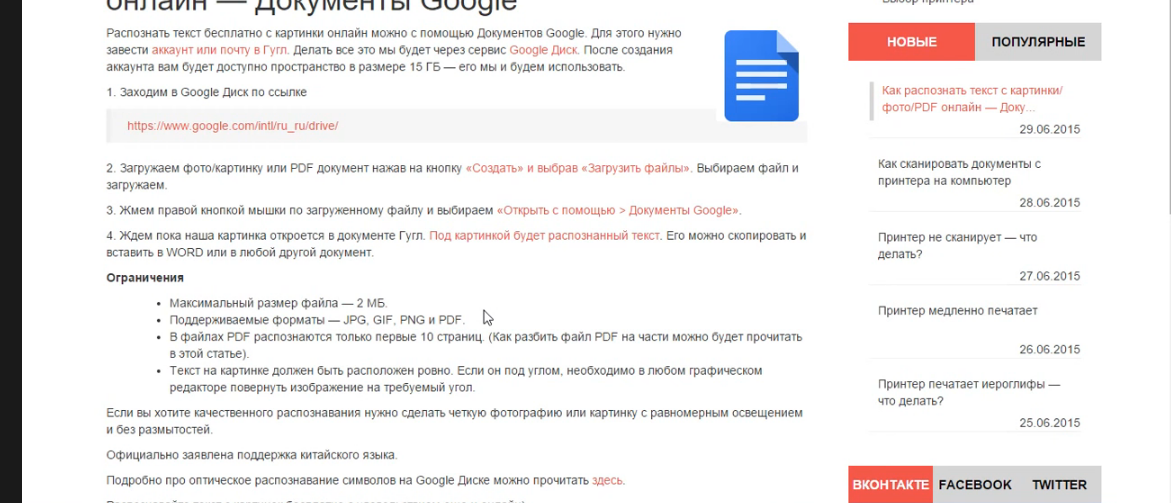 онлайн — Документы Google
Распознать текст бесплатно с картинки онлайн можно с помощью Документов Google. Для этого нужно
завести аккаунт или почту в Гугл. Делать все это мы будет через сервис Google Диск. После создания
аккаунта вам будет доступно пространство в размере 15 ГБ — его мы и будем использовать.
1. Заходим в Google Диск по ссылке
https://www.google.com/intl/ru_ru/drive/
2. Загружаем фото/картинку или PDF документ нажав на кнопку «Создать» и выбрав «Загрузить файлы». Выбираем файл и
загружаем.
3. Жмем правой кнопкой мышки по загруженному файлу и выбираем «Открыть с помощью > Документы Google».
4. Ждем пока наша картинка откроется в документе Гугл. Под картинкой будет распознанный текст. Его можно скопировать и
вставить в WORD или в любой другой документ.
Ограничения
• Максимальный размер файла — 2 МБ.
• Поддерживаемые форматы — JPG, GIF, PNG и PDF.
• В файлах PDF распознаются только первые 10 страниц. (Как разбить файл PDF на части можно будет прочитать
в этой статье).
• Текст на картинке должен быть расположен ровно. Если он под углом, необходимо в любом графическом
редакторе повернуть изображение на требуемый угол.
Если вы хотите качественного распознавания нужно сделать четкую фотографию или картинку с равномерным освещением
и без размытостей.
Официально заявлена поддержка китайского языка.
Подробно про оптическое распознавание символов на Google Диске можно прочитать здесь.
Выбор принтера
НОВЫЕ ПОПУЛЯРНЫЕ
Как распознать текст с картинки/
фото/PDF онлайн — Доку...
29.06.2015
Как сканировать документы с
принтера на компьютер
28.06.2015
Принтер не сканирует — что
делать?
27.06.2015
Принтер медленно печатает
26.06.2015
Принтер печатает иероглифы —
что делать?
25.06.2015
ВКОНТАКТЕ FACEBOOK TWITTER